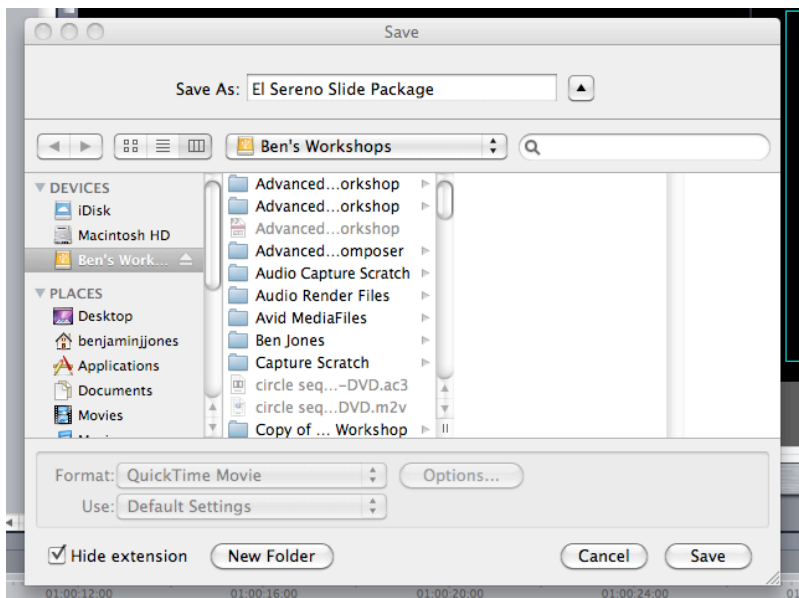 Save
Save As: El Sereno Slide Package
Ben's Workshops
DEVICES
iDisk
Macintosh HD
Ben's Work...
PLACES
Desktop
benjaminjjones
Applications
Documents
Movies
Advanced...orkshop
Advanced...orkshop
Advanced...orkshop
Advanced...omposer
Audio Capture Scratch
Audio Render Files
Avid MediaFiles
Ben Jones
Capture Scratch
circle seq...-DVD.ac3
circle seq...DVD.m2v
Copy of ... Workshop
Format: QuickTime Movie Options...
Use: Default Settings
Hide extension New Folder Cancel Save
01:00:12:00 01:00:16:00 01:00:20:00 01:00:24:00